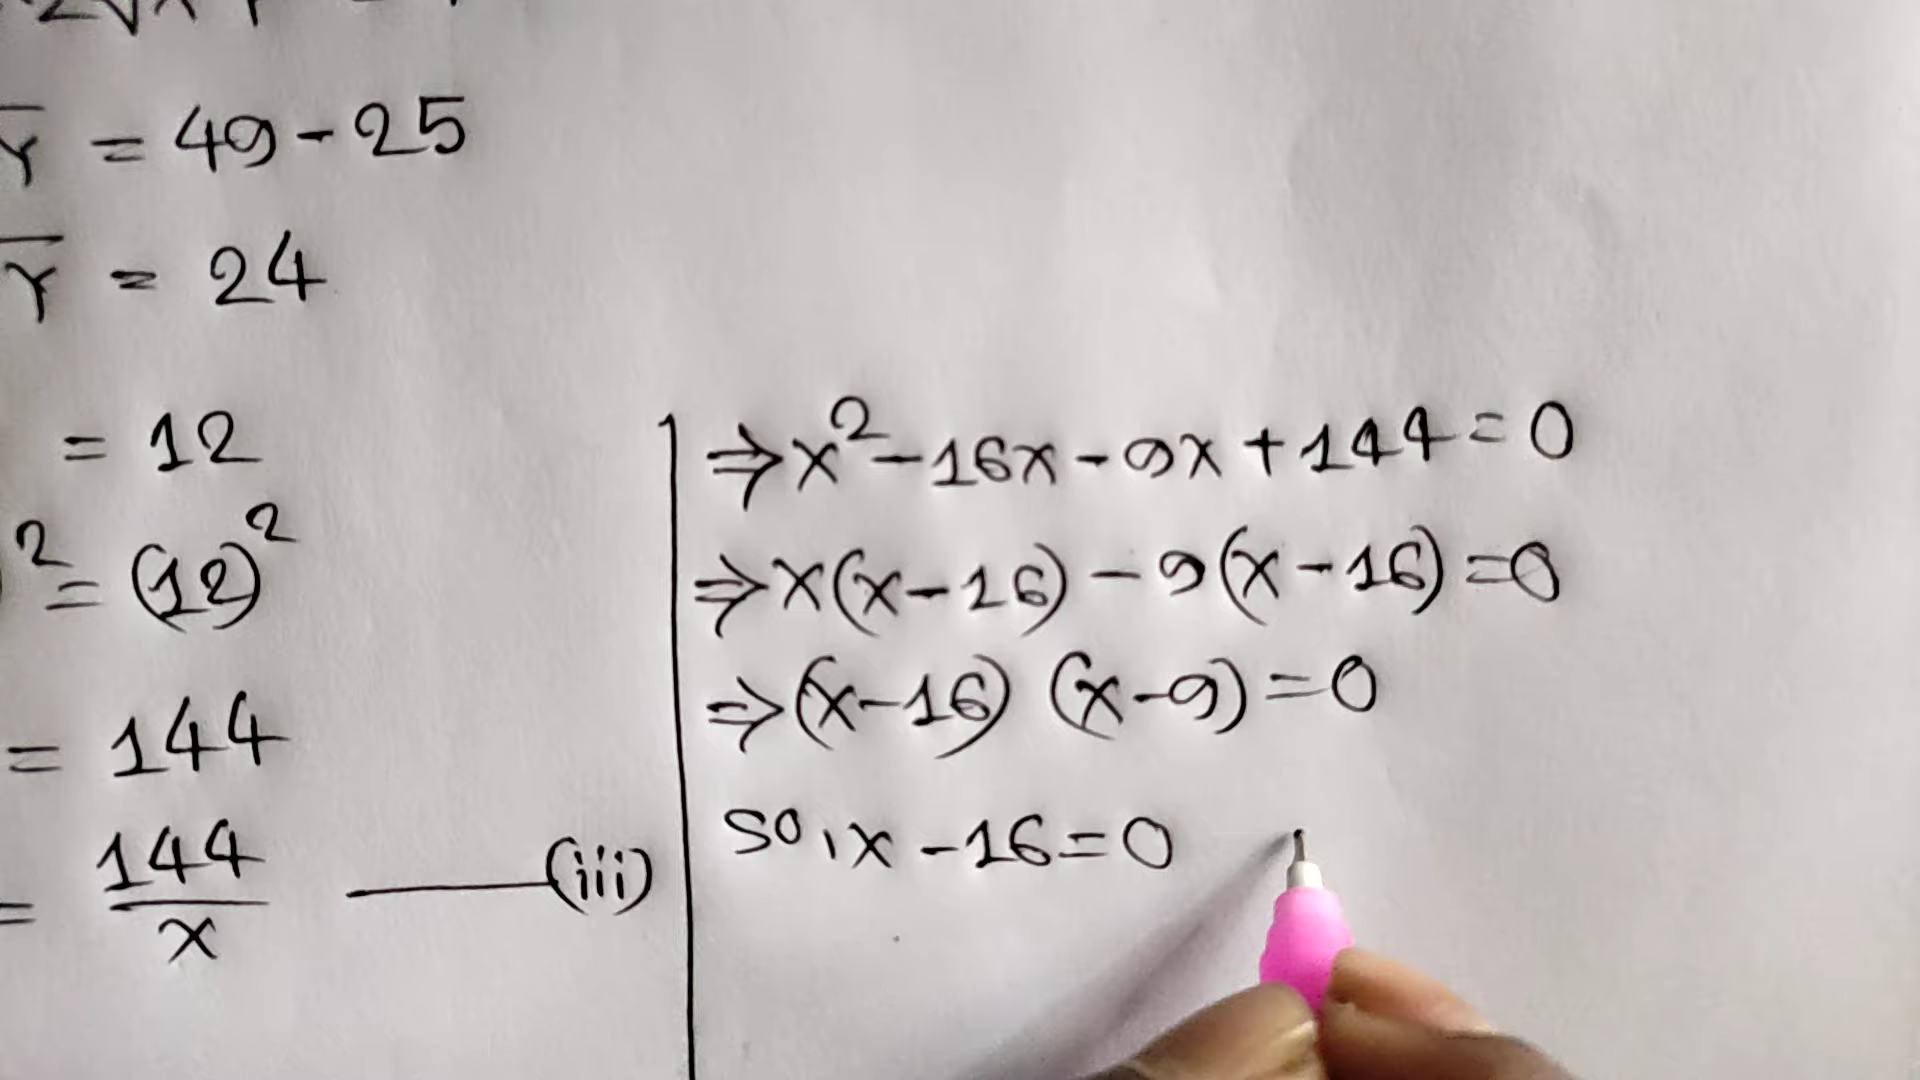 = 49 - 25
= 24
= 12
2 = (12)²
= 144
= 144/x —— (iii)
⇒ x² - 16x - 9x + 144 = 0
⇒ x(x - 16) - 9(x - 16) = 0
⇒ (x - 16) (x - 9) = 0
so, x - 16 = 0